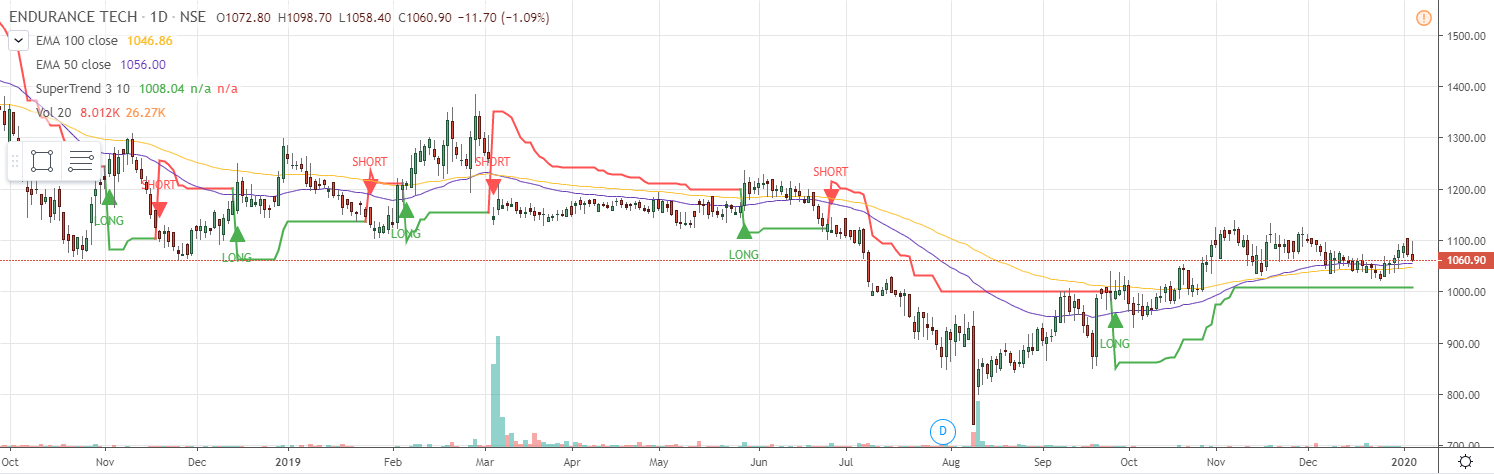 ENDURANCE TECH · 1D · NSE O1072.80 H1098.70 L1058.40 C1060.90 −11.70 (−1.09%)
EMA 100 close 1046.86
EMA 50 close 1056.00
SuperTrend 3 10 1008.04 n/a n/a
Vol 20 8.012K 26.27K
1500.00
1400.00
1300.00
1200.00
1100.00
1060.90
1000.00
900.00
800.00
700.00
SHORT
SHORT
SHORT
SHORT
LONG
LONG
LONG
LONG
LONG
D
Oct Nov Dec 2019 Feb Mar Apr May Jun Jul Aug Sep Oct Nov Dec 2020